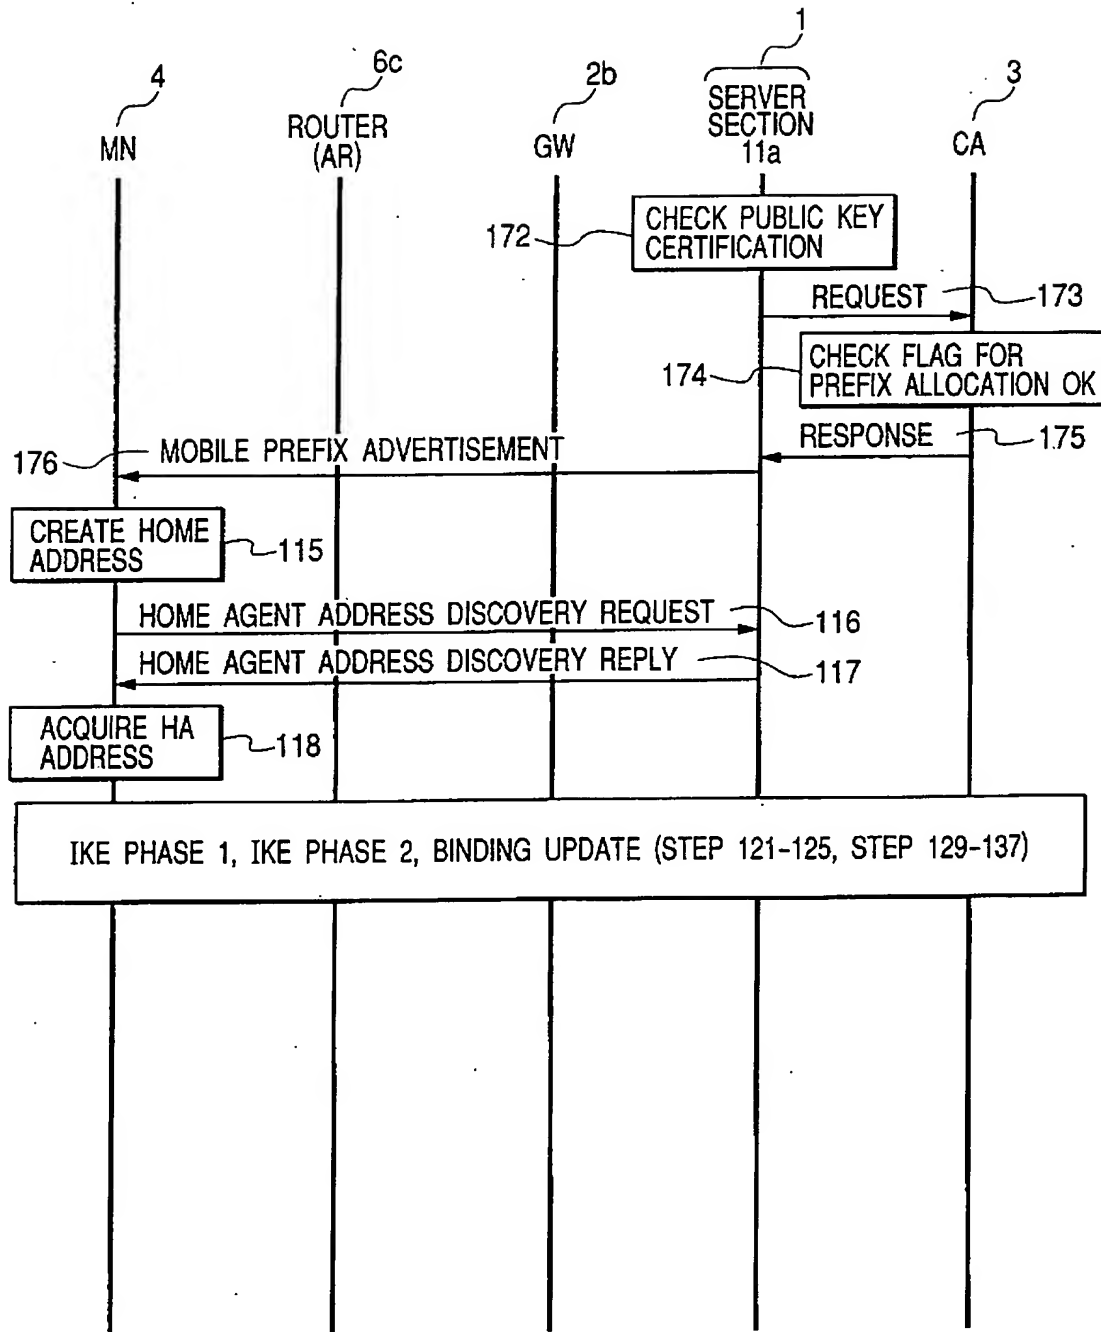 4
6c
2b
1
3
MN
ROUTER
(AR)
GW
SERVER
SECTION
11a
CA
172
CHECK PUBLIC KEY
CERTIFICATION
REQUEST
173
174
CHECK FLAG FOR
PREFIX ALLOCATION OK
RESPONSE
175
176
MOBILE PREFIX ADVERTISEMENT
CREATE HOME
ADDRESS
115
HOME AGENT ADDRESS DISCOVERY REQUEST
116
HOME AGENT ADDRESS DISCOVERY REPLY
117
ACQUIRE HA
ADDRESS
118
IKE PHASE 1, IKE PHASE 2, BINDING UPDATE (STEP 121-125, STEP 129-137)